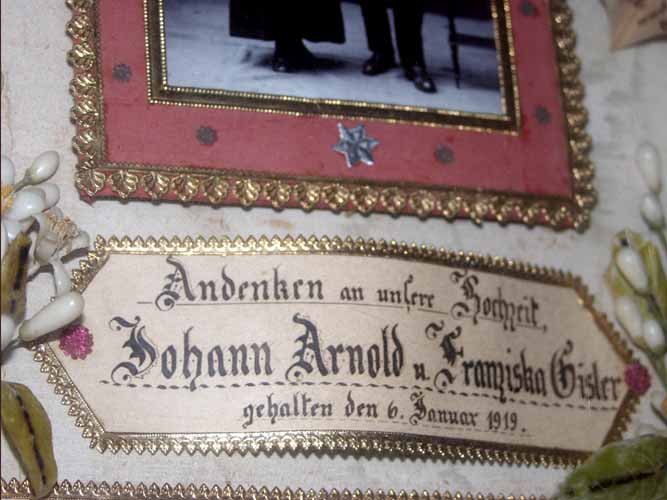 Andenken an unsere Hochzeit,
Johann Arnold u. Franziska Gisler
gehalten den 6. Januar 1919.